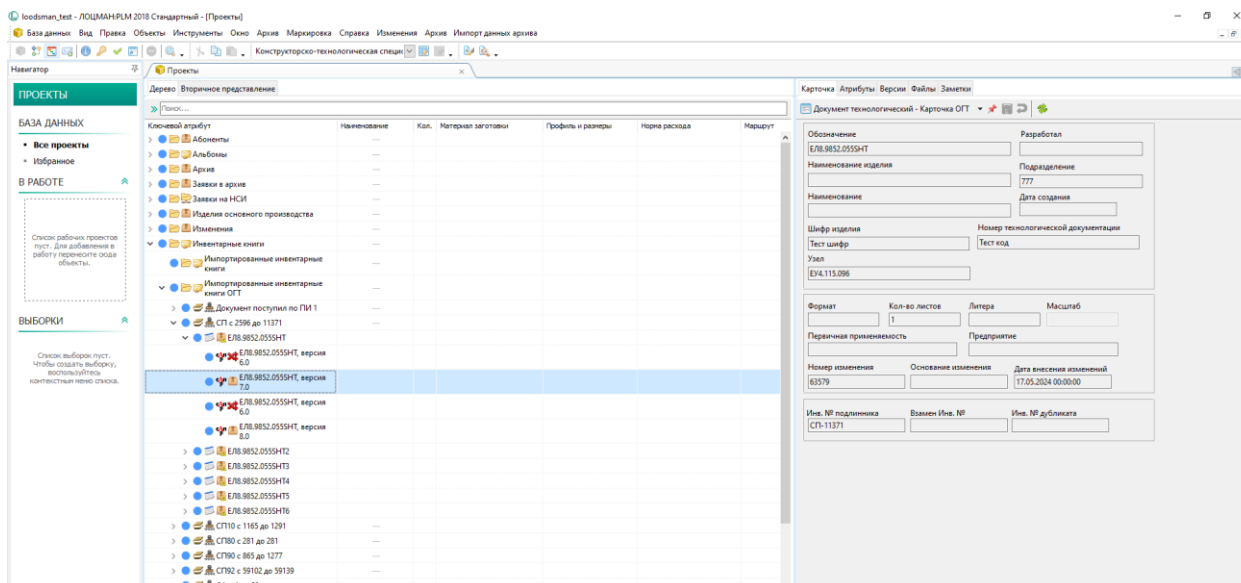 loodsman_test - ЛОЦМАН:PLM 2018 Стандартный - [Проекты]
База данных Вид Правка Объекты Инструменты Окно Архив Маркировка Справка Изменения Архив Импорт данных архива
Конструкторско-технологическая специ
Навигатор
Проекты
ПРОЕКТЫ
БАЗА ДАННЫХ
Все проекты
Избранное
В РАБОТЕ
Список рабочих проектов
пуст. Для добавления в
работу перенесите сюда
объекты.
ВЫБОРКИ
Список выборок пуст.
Чтобы создать выборку,
воспользуйтесь
контекстным меню списка.
Дерево Вторичное представление
Поиск...
Ключевой атрибут Наименование Кол. Материал заготовки Профиль и размеры Норма расхода Маршрут
Абоненты
Альбомы
Архив
Заявки в архив
Заявки на НСИ
Изделия основного производства
Изменения
Инвентарные книги
Импортированные инвентарные
книги
Импортированные инвентарные
книги ОГТ
Документ поступил по ПИ 1
СП с 2596 до 11371
ЕЛ8.9852.055SHT
ЕЛ8.9852.055SHT, версия
6.0
ЕЛ8.9852.055SHT, версия
7.0
ЕЛ8.9852.055SHT, версия
6.0
ЕЛ8.9852.055SHT, версия
8.0
ЕЛ8.9852.055SHT2
ЕЛ8.9852.055SHT3
ЕЛ8.9852.055SHT4
ЕЛ8.9852.055SHT5
ЕЛ8.9852.055SHT6
СП10 с 1165 до 1291
СП80 с 281 до 281
СП90 с 865 до 1277
СП92 с 59102 до 59139
Карточка Атрибуты Версии Файлы Заметки
Документ технологический - Карточка ОГТ
Обозначение Разработал
ЕЛ8.9852.055SHT
Наименование изделия Подразделение
777
Наименование Дата создания
Шифр изделия Номер технологической документации
Тест шифр Тест код
Узел
ЕУ4.115.096
Формат Кол-во листов Литера Масштаб
1
Первичная применяемость Предприятие
Номер изменения Основание изменения Дата внесения изменений
63579 17.05.2024 00:00:00
Инв. № подлинника Взамен Инв. № Инв. № дубликата
СП-11371